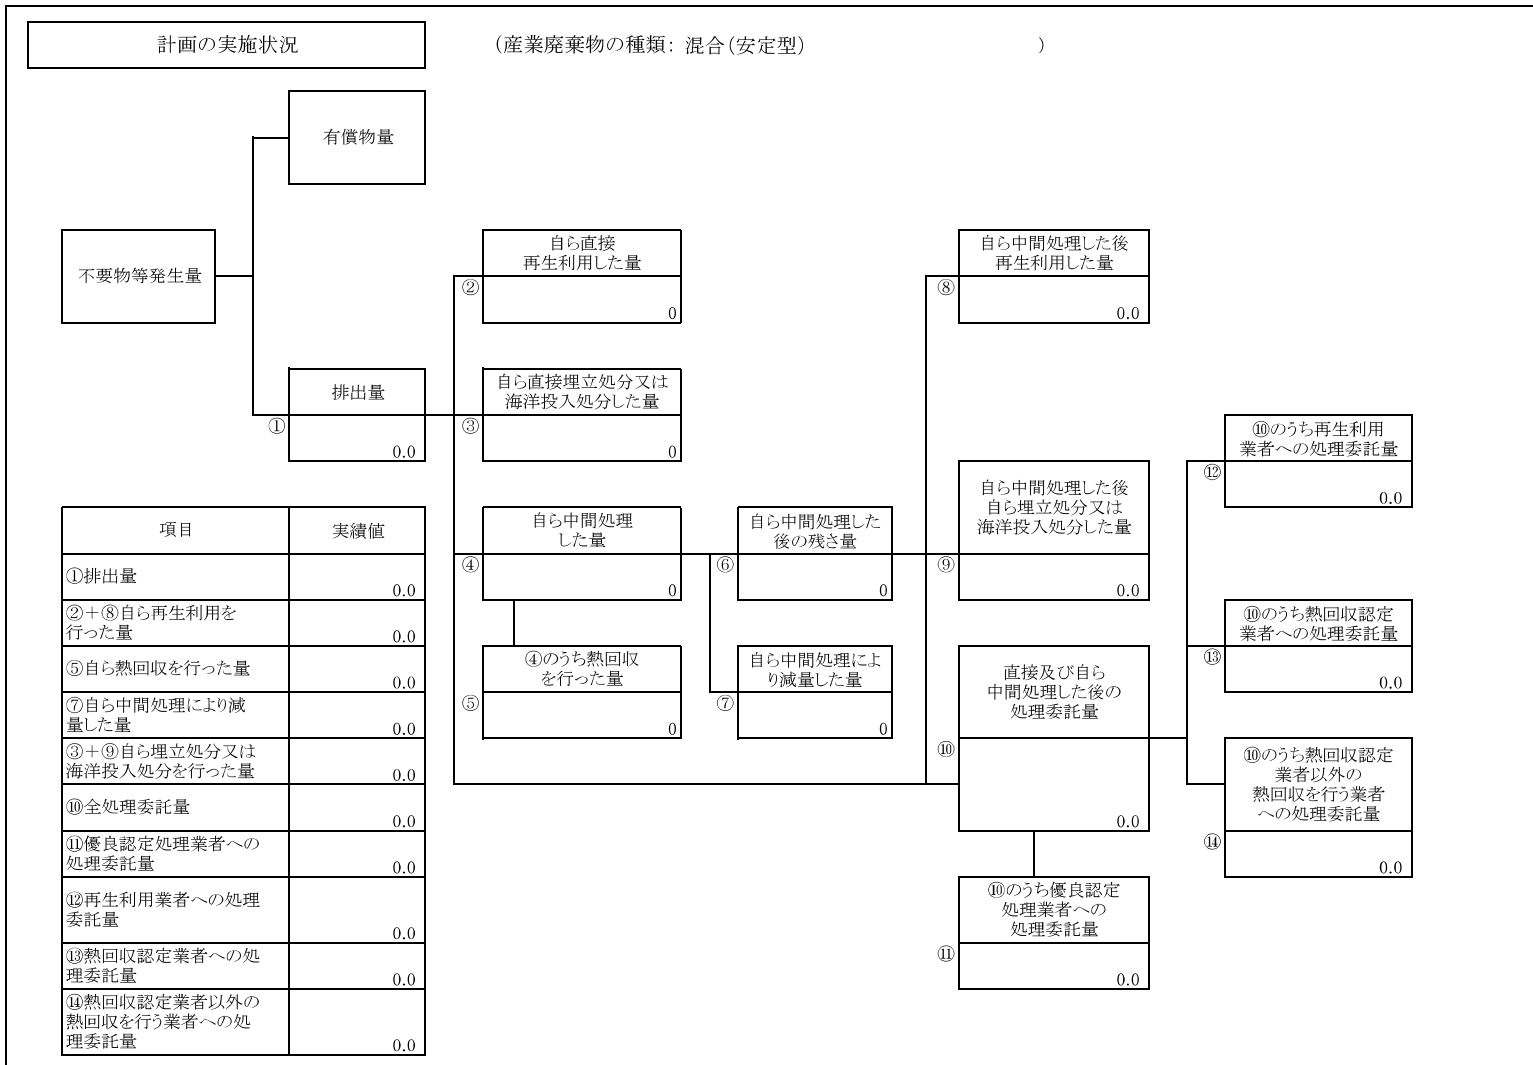 計画の実施状況
(産業廃棄物の種類: 混合(安定型) )
有償物量
不要物等発生量
排出量
①
0.0
自ら直接
再生利用した量
②
0
自ら直接埋立処分又は
海洋投入処分した量
③
0
自ら中間処理
した量
④
0
④のうち熱回収
を行った量
⑤
0
自ら中間処理した
後の残さ量
⑥
0
自ら中間処理によ
り減量した量
⑦
0
自ら中間処理した後
再生利用した量
⑧
0.0
自ら中間処理した後
自ら埋立処分又は
海洋投入処分した量
⑨
0.0
直接及び自ら
中間処理した後の
処理委託量
⑩
0.0
⑩のうち優良認定
処理業者への
処理委託量
⑪
0.0
⑩のうち再生利用
業者への処理委託量
⑫
0.0
⑩のうち熱回収認定
業者への処理委託量
⑬
0.0
⑩のうち熱回収認定
業者以外の
熱回収を行う業者
への処理委託量
⑭
0.0
項目 実績値
①排出量
0.0
②+⑧自ら再生利用を
行った量
0.0
⑤自ら熱回収を行った量
0.0
⑦自ら中間処理により減
量した量
0.0
③+⑨自ら埋立処分又は
海洋投入処分を行った量
0.0
⑩全処理委託量
0.0
⑪優良認定処理業者への
処理委託量
0.0
⑫再生利用業者への処理
委託量
0.0
⑬熱回収認定業者への処
理委託量
0.0
⑭熱回収認定業者以外の
熱回収を行う業者への処
理委託量
0.0